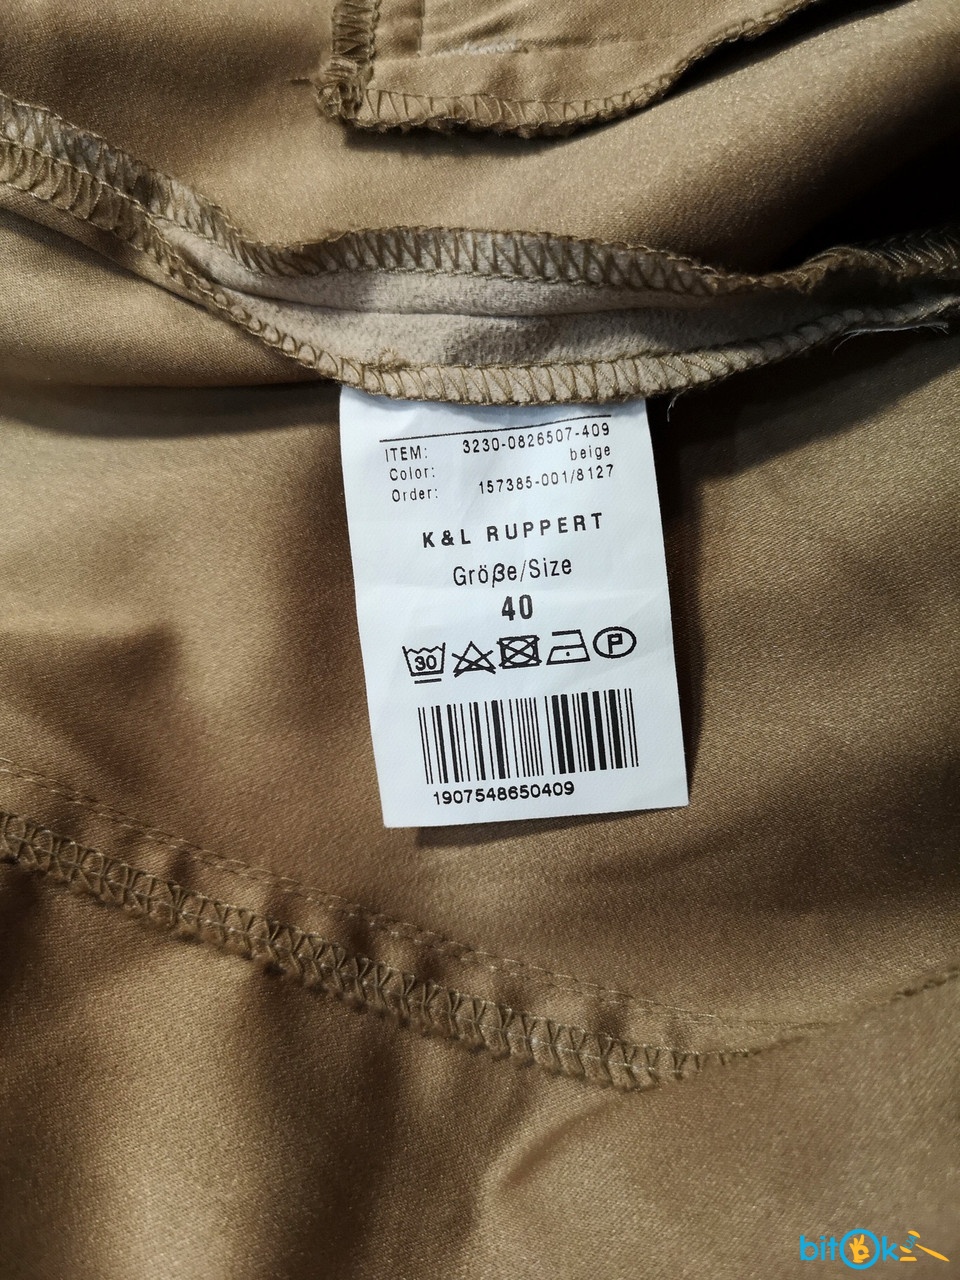 ITEM: 3230-0826507-409
Color: beige
Order: 157385-001/8127
K&L RUPPERT
Größe/Size
40
30 P
1907548650409
bitOk